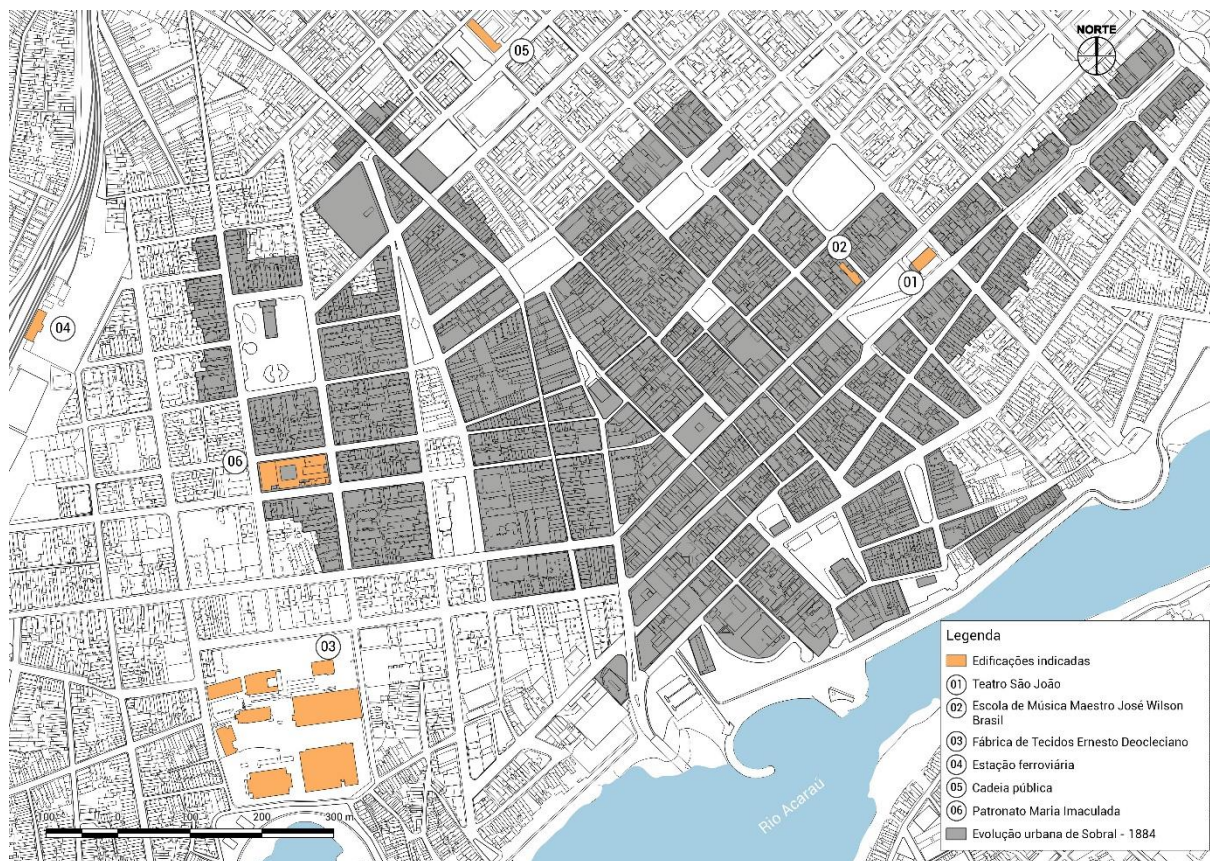 NORTE
05
02
01
04
06
03
100
0
100
200
300 m
Rio Acaraú
Legenda
Edificações indicadas
01 Teatro São João
02 Escola de Música Maestro José Wilson
Brasil
03 Fábrica de Tecidos Ernesto Deocleciano
04 Estação ferroviária
05 Cadeia pública
06 Patronato Maria Imaculada
Evolução urbana de Sobral - 1884